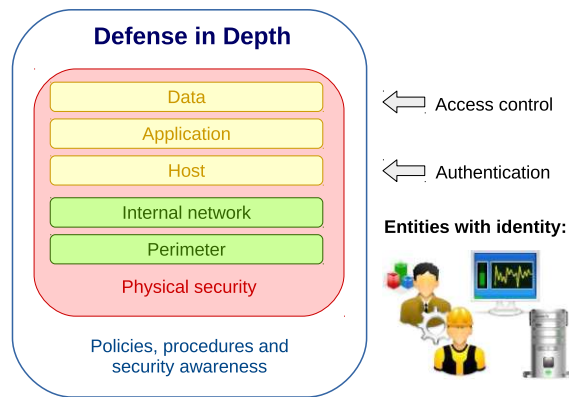 Defense in Depth
Data
Application
Host
Internal network
Perimeter
Physical security
Policies, procedures and
security awareness
Access control
Authentication
Entities with identity: